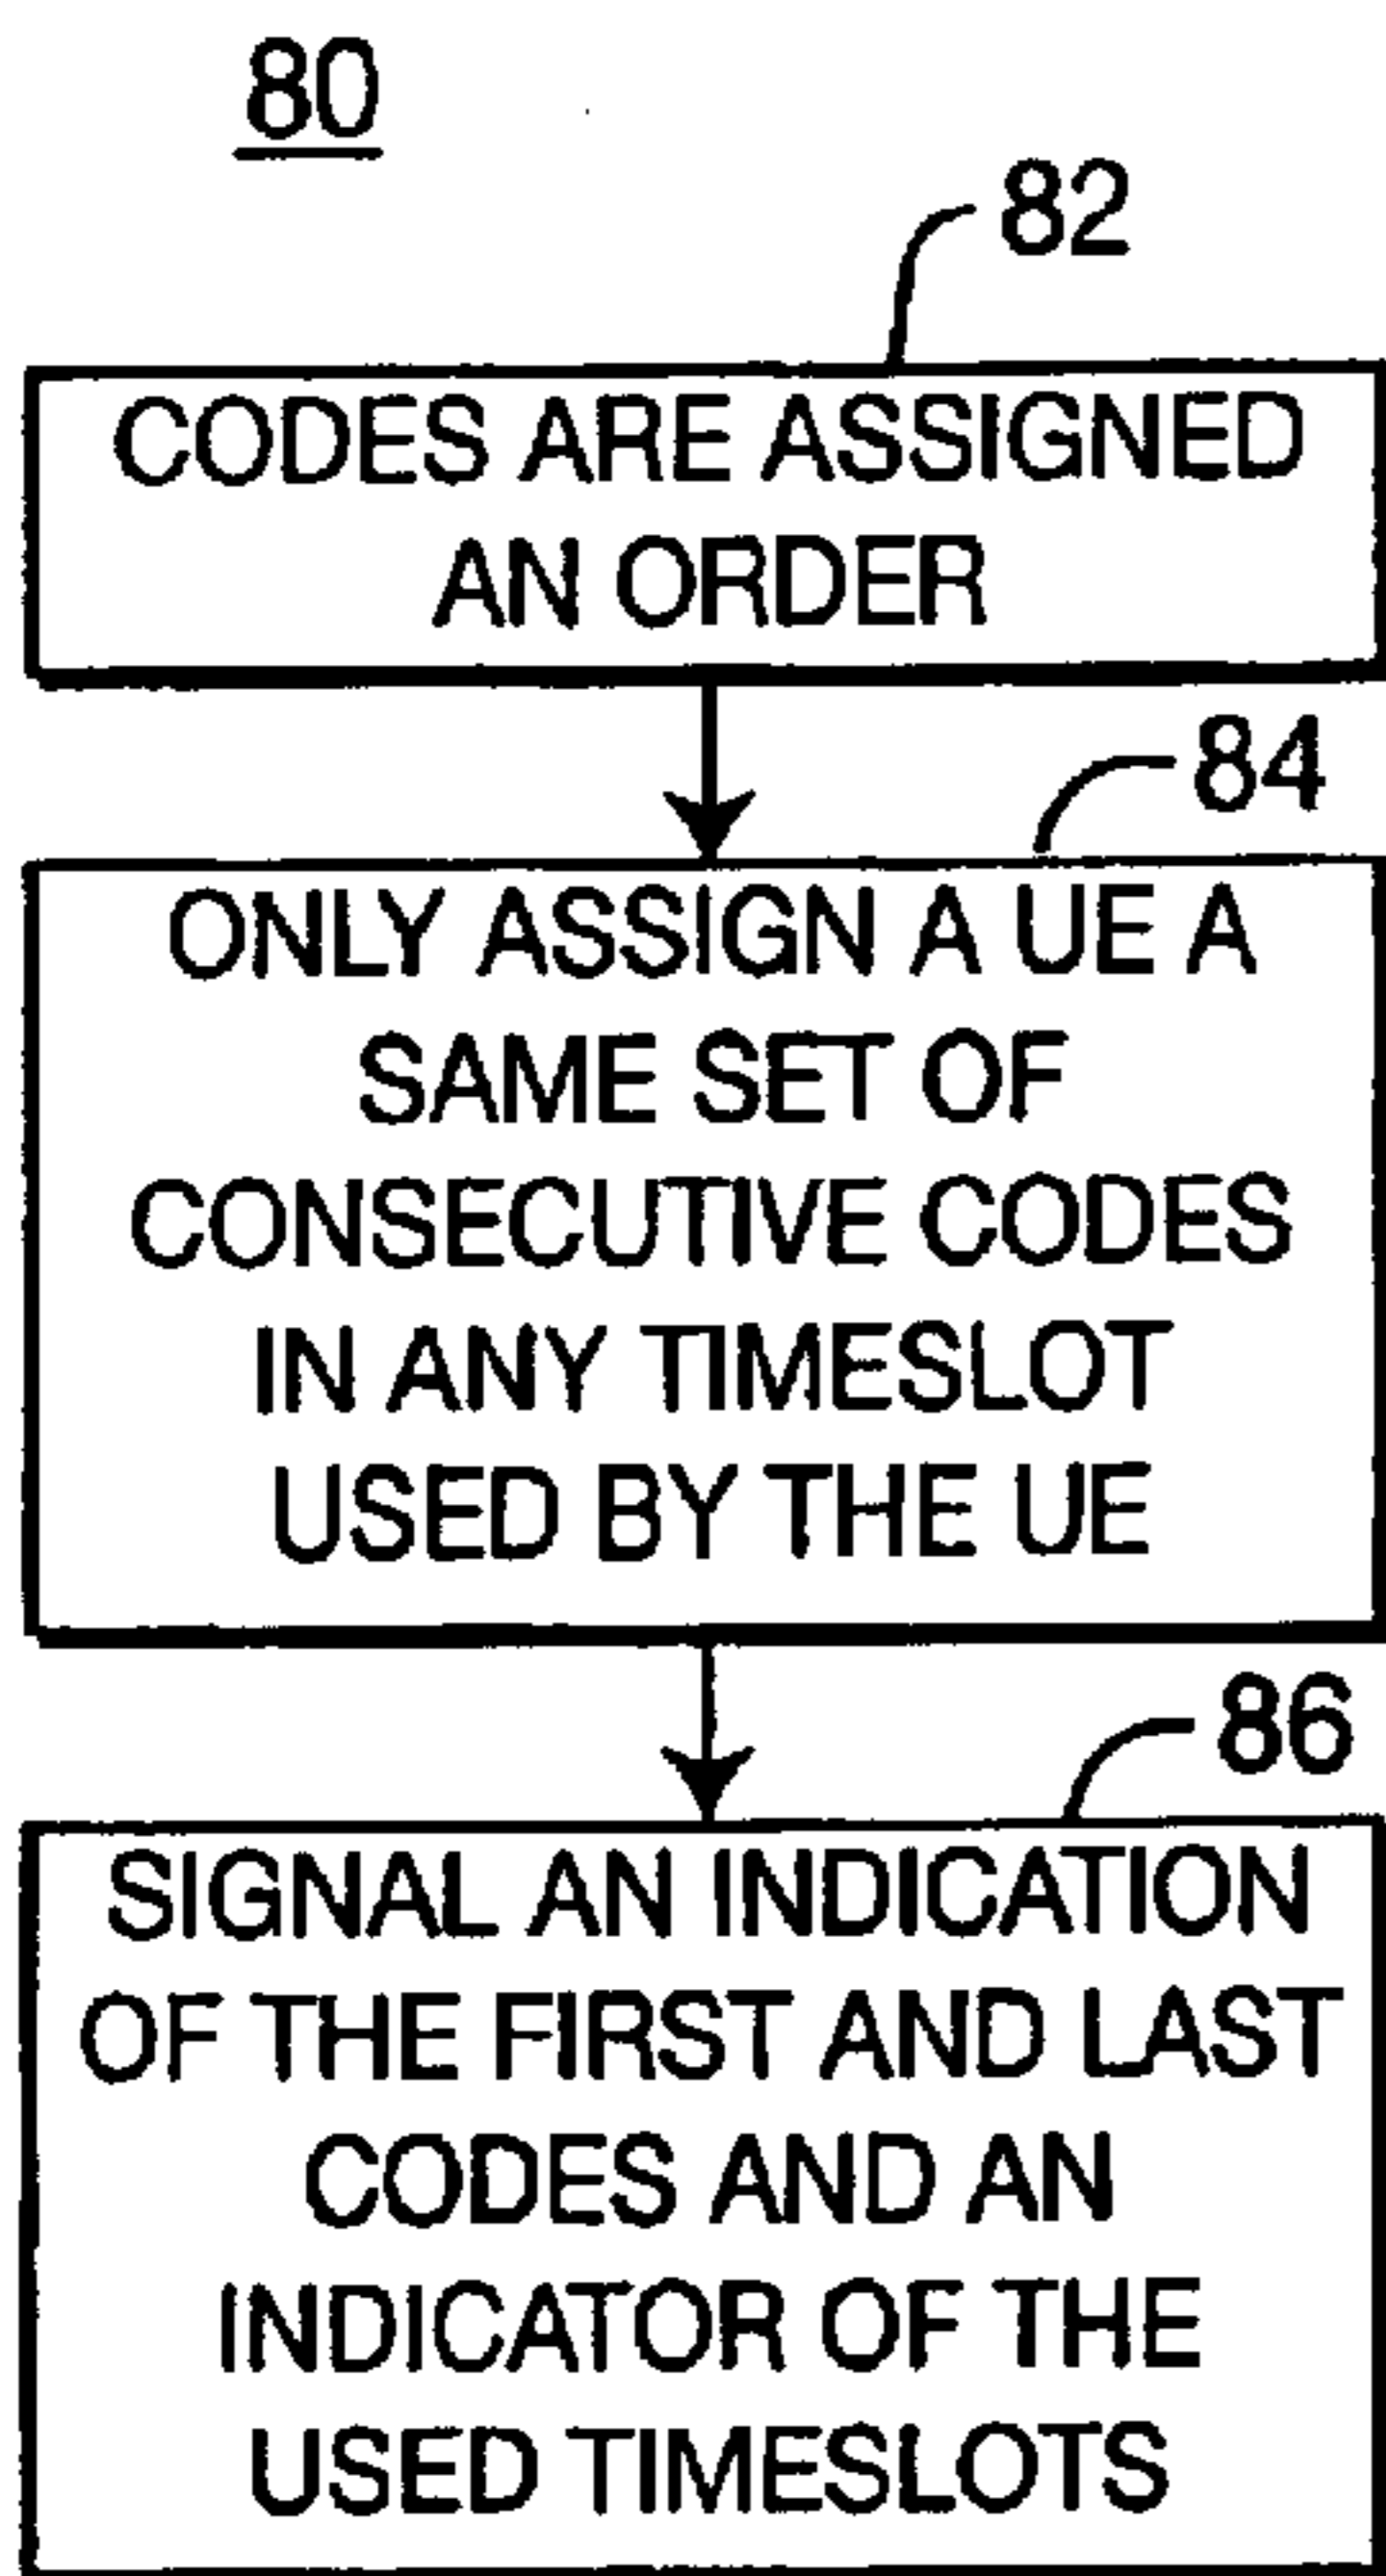 80
82
CODES ARE ASSIGNED
AN ORDER
84
ONLY ASSIGN A UE A
SAME SET OF
CONSECUTIVE CODES
IN ANY TIMESLOT
USED BY THE UE
86
SIGNAL AN INDICATION
OF THE FIRST AND LAST
CODES AND AN
INDICATOR OF THE
USED TIMESLOTS